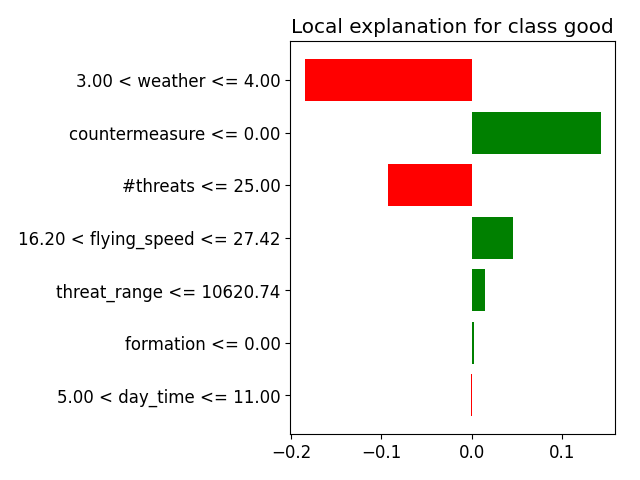 Local explanation for class good
3.00 < weather <= 4.00
countermeasure <= 0.00
#threats <= 25.00
16.20 < flying_speed <= 27.42
threat_range <= 10620.74
formation <= 0.00
5.00 < day_time <= 11.00
−0.2 −0.1 0.0 0.1